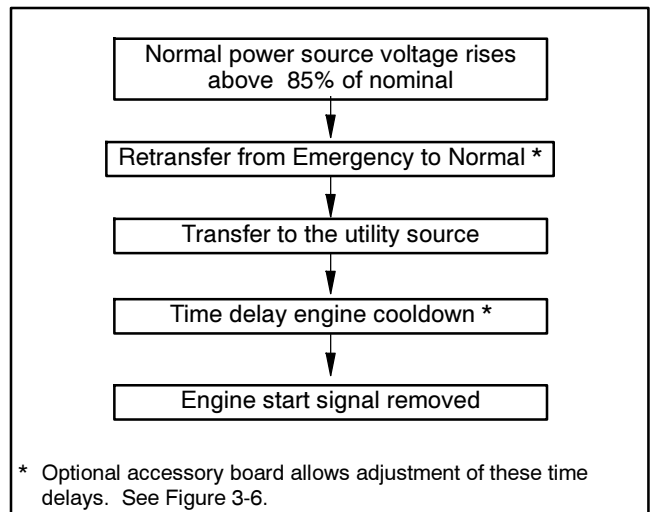 Normal power source voltage rises
above 85% of nominal
Retransfer from Emergency to Normal *
Transfer to the utility source
Time delay engine cooldown *
Engine start signal removed
* Optional accessory board allows adjustment of these time
delays. See Figure 3-6.